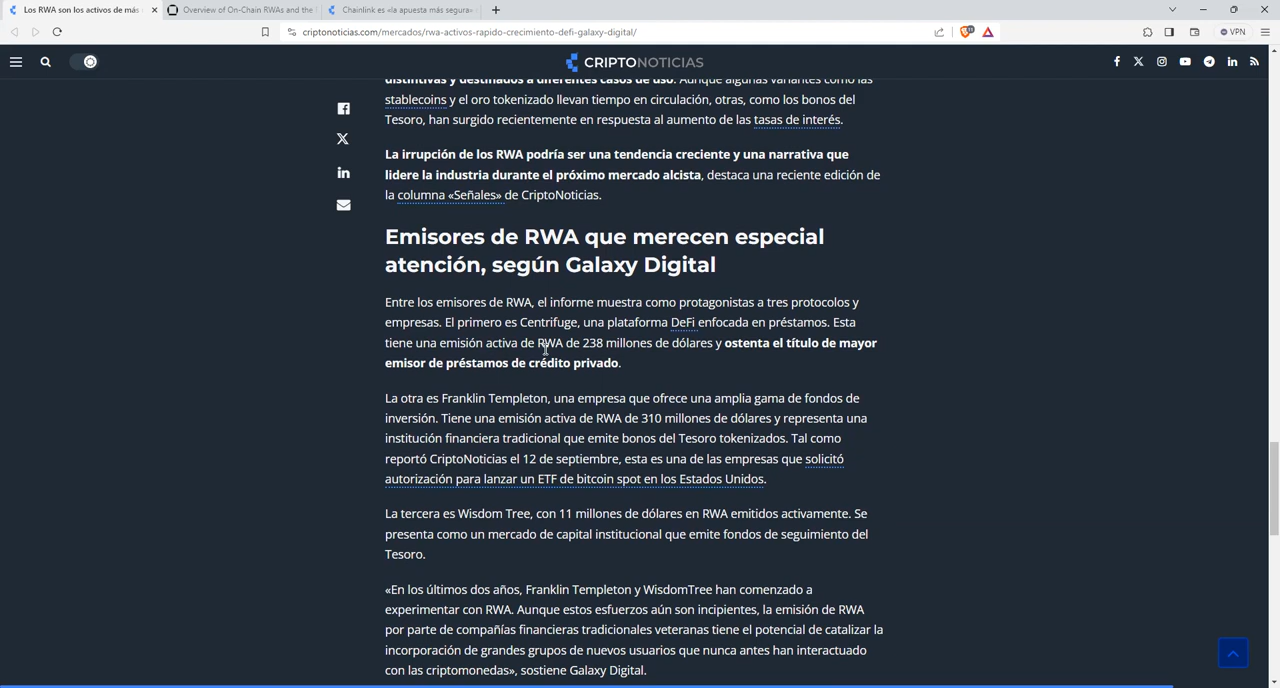 Los RWA son los activos de más
Overview of On-Chain RWAs and the
Chainlink es «la apuesta más segura»
criptonoticias.com/mercados/rwa-activos-rapido-crecimiento-defi-galaxy-digital/
VPN
CRIPTONOTICIAS
distintivas y destinados a diferentes casos de uso. Aunque algunas variantes como las
stablecoins y el oro tokenizado llevan tiempo en circulación, otras, como los bonos del
Tesoro, han surgido recientemente en respuesta al aumento de las tasas de interés.
La irrupción de los RWA podría ser una tendencia creciente y una narrativa que
lidere la industria durante el próximo mercado alcista, destaca una reciente edición de
la columna «Señales» de CriptoNoticias.
Emisores de RWA que merecen especial
atención, según Galaxy Digital
Entre los emisores de RWA, el informe muestra como protagonistas a tres protocolos y
empresas. El primero es Centrifuge, una plataforma DeFi enfocada en préstamos. Esta
tiene una emisión activa de RWA de 238 millones de dólares y ostenta el título de mayor
emisor de préstamos de crédito privado.
La otra es Franklin Templeton, una empresa que ofrece una amplia gama de fondos de
inversión. Tiene una emisión activa de RWA de 310 millones de dólares y representa una
institución financiera tradicional que emite bonos del Tesoro tokenizados. Tal como
reportó CriptoNoticias el 12 de septiembre, esta es una de las empresas que solicitó
autorización para lanzar un ETF de bitcoin spot en los Estados Unidos.
La tercera es Wisdom Tree, con 11 millones de dólares en RWA emitidos activamente. Se
presenta como un mercado de capital institucional que emite fondos de seguimiento del
Tesoro.
«En los últimos dos años, Franklin Templeton y WisdomTree han comenzado a
experimentar con RWA. Aunque estos esfuerzos aún son incipientes, la emisión de RWA
por parte de compañías financieras tradicionales veteranas tiene el potencial de catalizar la
incorporación de grandes grupos de nuevos usuarios que nunca antes han interactuado
con las criptomonedas», sostiene Galaxy Digital.